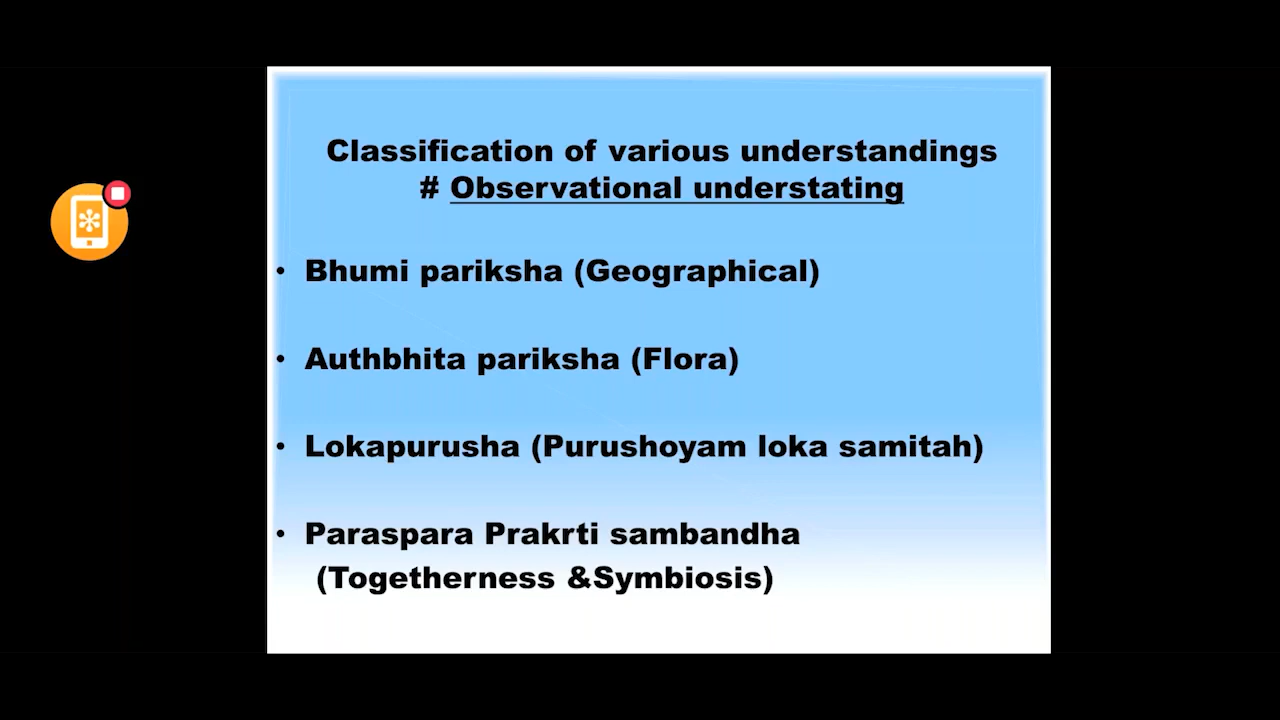 Classification of various understandings
# Observational understating
• Bhumi pariksha (Geographical)
• Authbhita pariksha (Flora)
• Lokapurusha (Purushoyam loka samitah)
• Paraspara Prakrti sambandha
(Togetherness &Symbiosis)